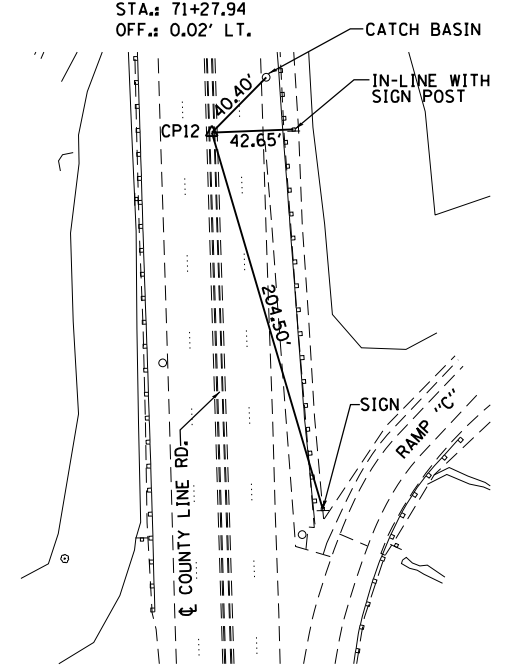 STA.: 71+27.94
OFF.: 0.02' LT.
CATCH BASIN
IN-LINE WITH
SIGN POST
40.40'
CP12
42.65'
204.50'
SIGN
RAMP "C"
℄ COUNTY LINE RD.